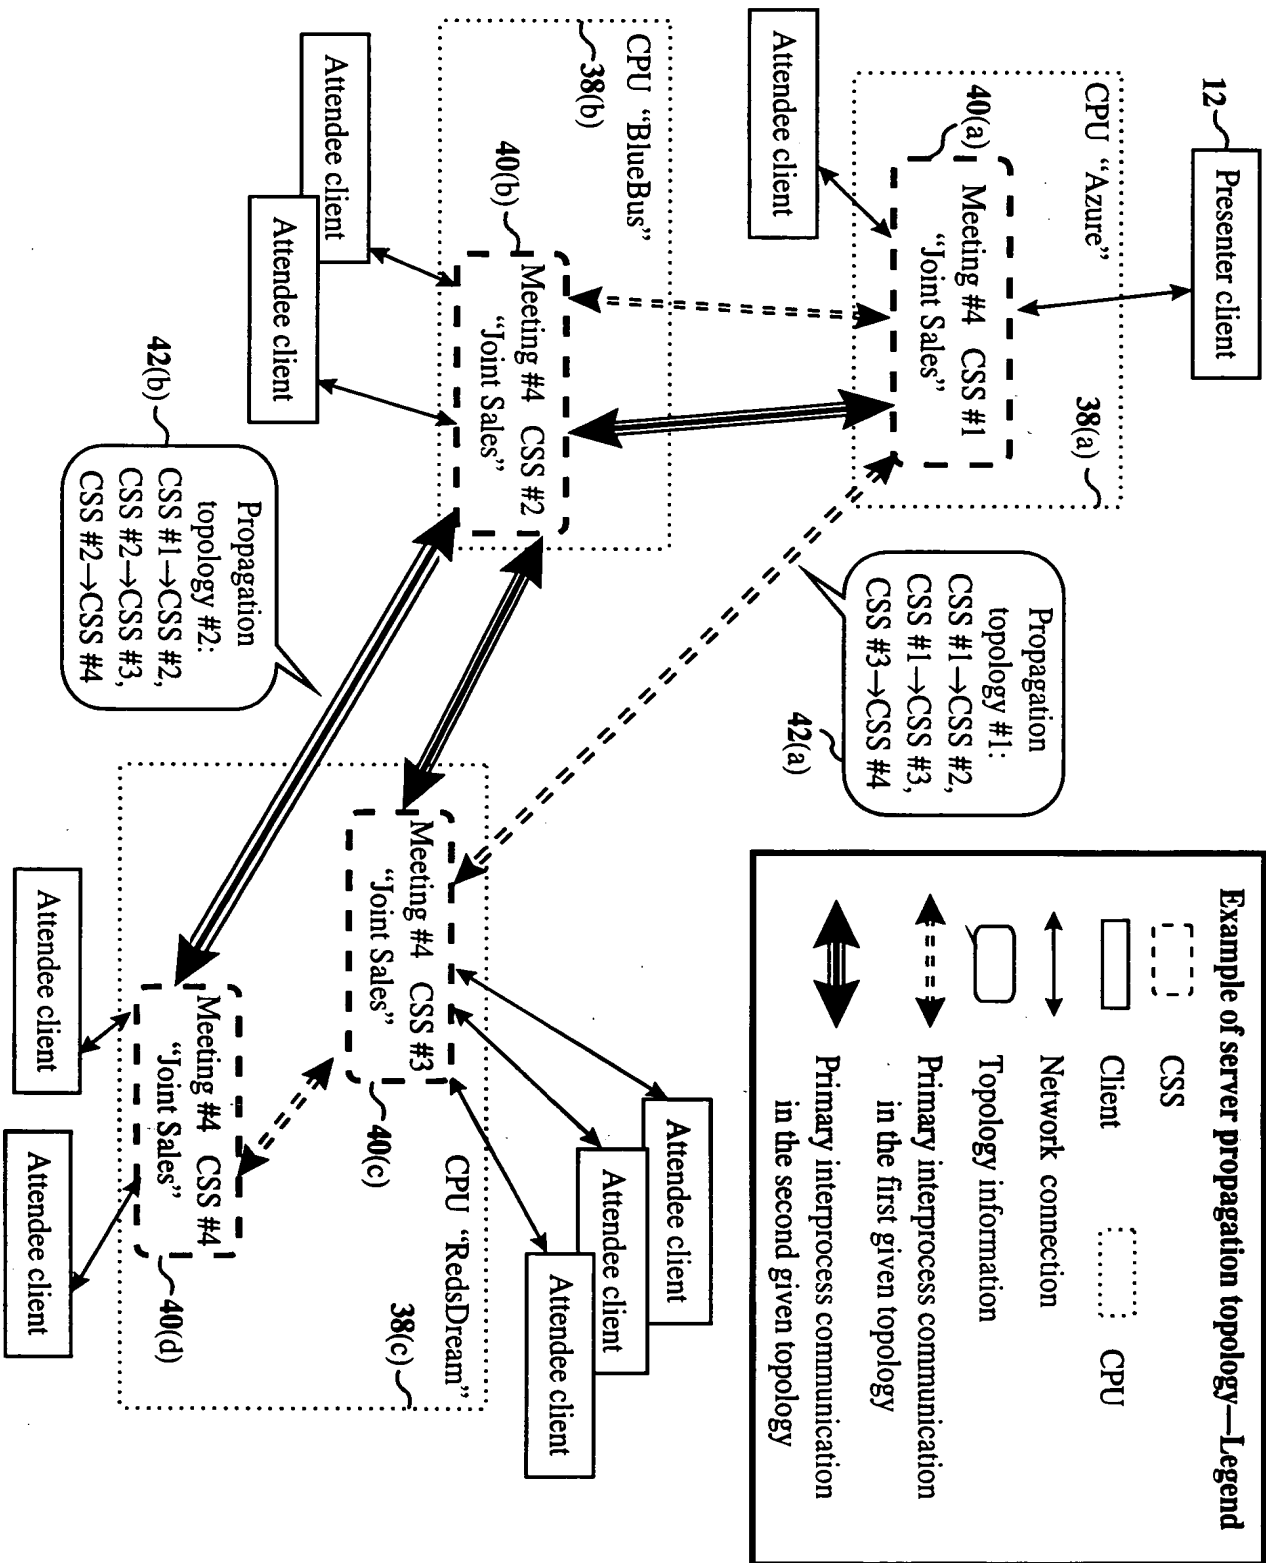 12
Presenter client
CPU “Azure”
38(a)
40(a)
Meeting #4 CSS #1
“Joint Sales”
Attendee client
Propagation
topology #1:
CSS #1→CSS #2,
CSS #1→CSS #3,
CSS #3→CSS #4
42(a)
CPU “BlueBus”
38(b)
40(b)
Meeting #4 CSS #2
“Joint Sales”
Attendee client
Attendee client
42(b)
Propagation
topology #2:
CSS #1→CSS #2,
CSS #2→CSS #3,
CSS #2→CSS #4
Example of server propagation topology—Legend
CSS
Client
CPU
Network connection
Topology information
Primary interprocess communication
in the first given topology
Primary interprocess communication
in the second given topology
Attendee client
Attendee client
Attendee client
CPU “RedsDream”
38(c)
Meeting #4 CSS #3
“Joint Sales”
40(c)
Meeting #4 CSS #4
“Joint Sales”
40(d)
Attendee client
Attendee client